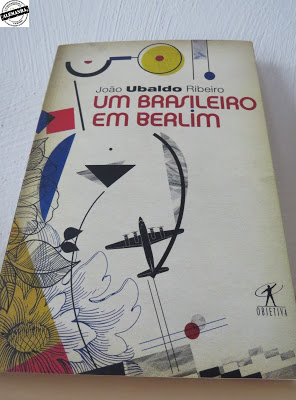 ALEMANHA
João Ubaldo Ribeiro
UM BRASILEIRO
EM BERLIM
OBJETIVA